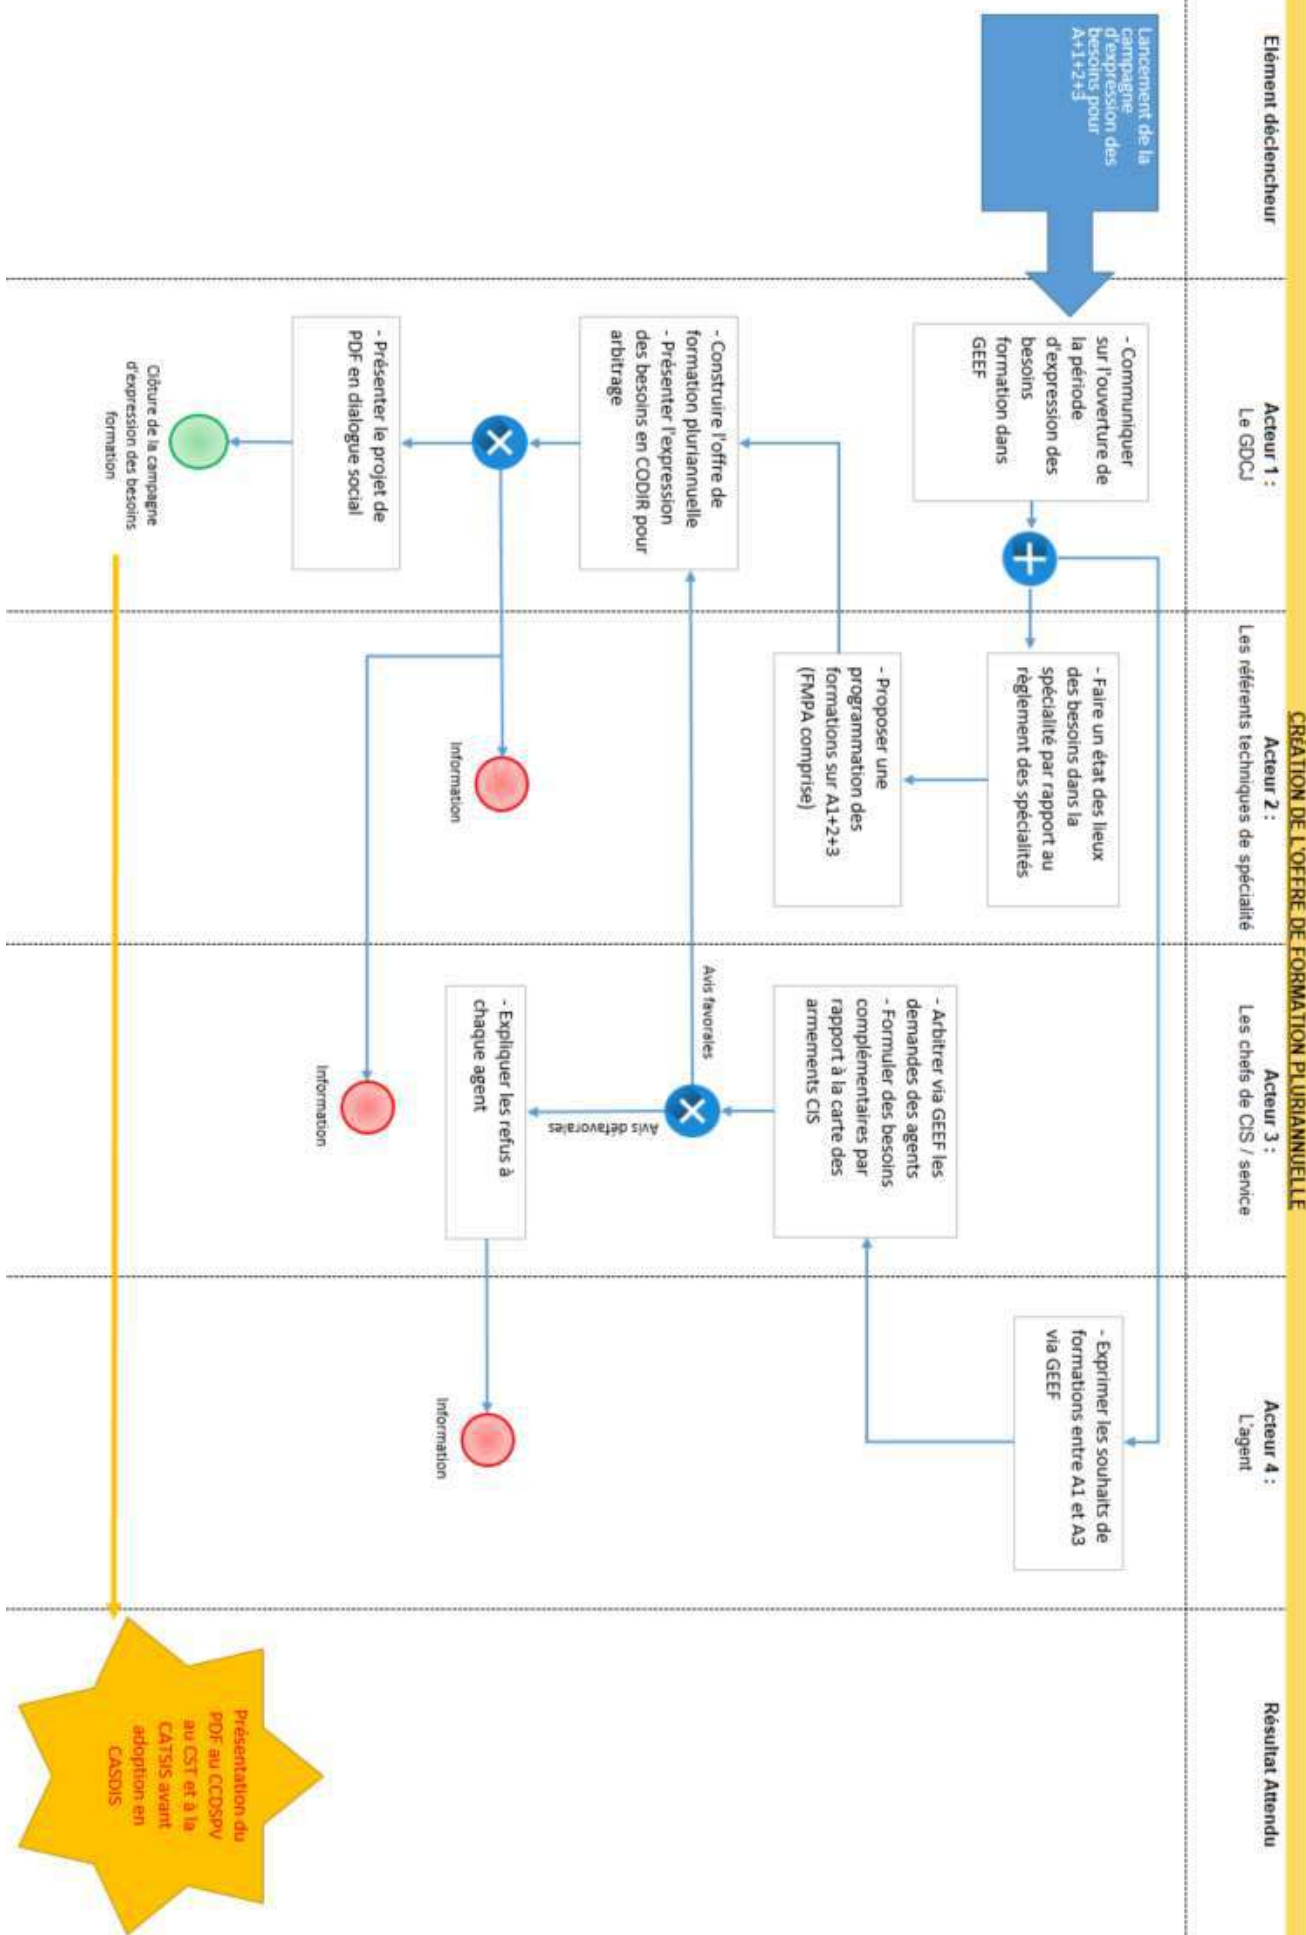 CRÉATION DE L'OFFRE DE FORMATION PLURIANNUELLE
Elément déclencheur
Acteur 1 :
Le GDCJ
Acteur 2 :
Les référents techniques de spécialité
Acteur 3 :
Les chefs de CIS / service
Acteur 4 :
L'agent
Résultat Attendu
Lancement de la
campagne
d'expression des
besoins pour
A+1+2+3
- Communiquer
sur l'ouverture de
la période
d'expression des
besoins
formation dans
GEEF
- Faire un état des lieux
des besoins dans la
spécialité par rapport au
règlement des spécialités
- Exprimer les souhaits de
formations entre A1 et A3
via GEEF
- Proposer une
programmation des
formations sur A1+2+3
(FMPA comprise)
- Arbitrer via GEEF les
demandes des agents
- Formuler des besoins
complémentaires par
rapport à la carte des
armements CIS
- Construire l'offre de
formation pluriannuelle
- Présenter l'expression
des besoins en CODIR pour
arbitrage
Avis favorales
Avis défavorales
- Expliquer les refus à
chaque agent
Information
Information
Information
- Présenter le projet de
PDF en dialogue social
Clôture de la campagne
d'expression des besoins
formation
Présentation du
PDF au CCDSPV
au CST et à la
CATSIS avant
adoption en
CASDIS